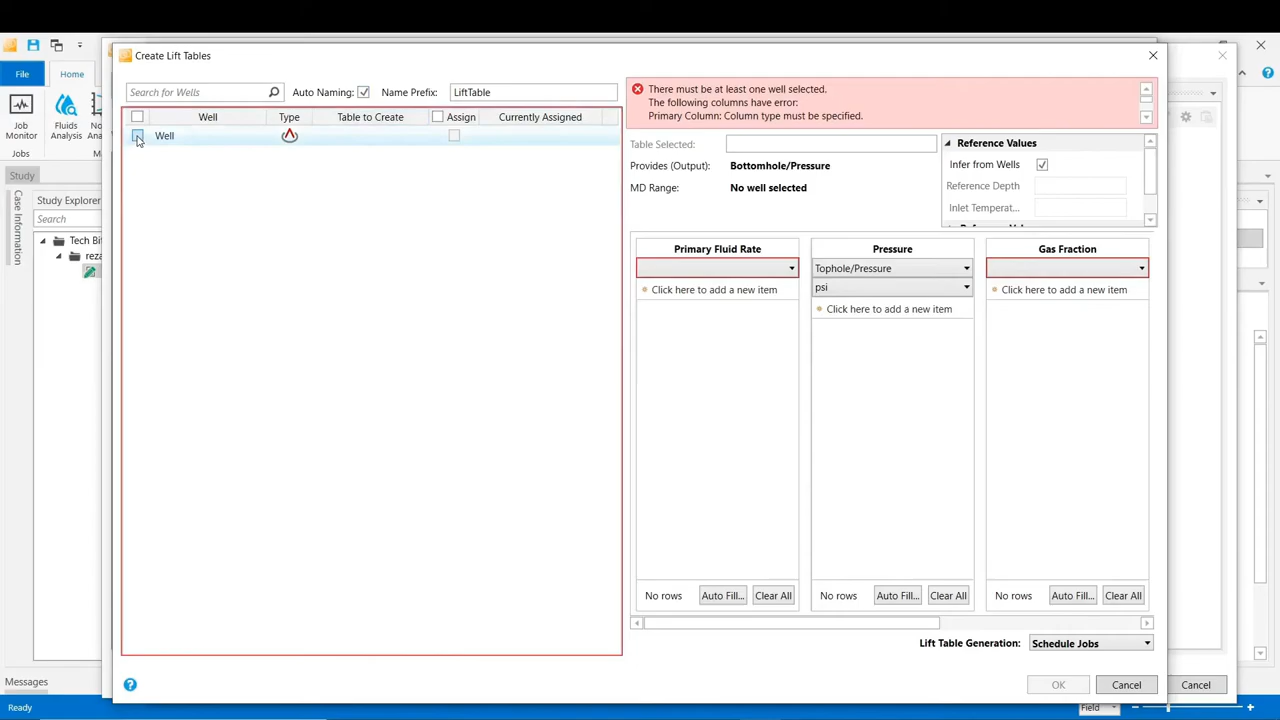 Create Lift Tables
File
Home
Job
Monitor
Fluids
Analysis
Jobs
Study
Case Information
Study Explorer
Search
Tech Bi
reza
Search for Wells
Auto Naming:
Name Prefix:
LiftTable
Well
Type
Table to Create
Assign
Currently Assigned
Well
There must be at least one well selected.
The following columns have error:
Primary Column: Column type must be specified.
Table Selected:
Provides (Output):
Bottomhole/Pressure
MD Range:
No well selected
Reference Values
Infer from Wells
Reference Depth
Inlet Temperat...
Primary Fluid Rate
Click here to add a new item
No rows
Auto Fill...
Clear All
Pressure
Tophole/Pressure
psi
Click here to add a new item
No rows
Auto Fill...
Clear All
Gas Fraction
Click here to add a new item
No rows
Auto Fill...
Clear All
Lift Table Generation:
Schedule Jobs
OK
Cancel
Cancel
Messages
Ready
Field